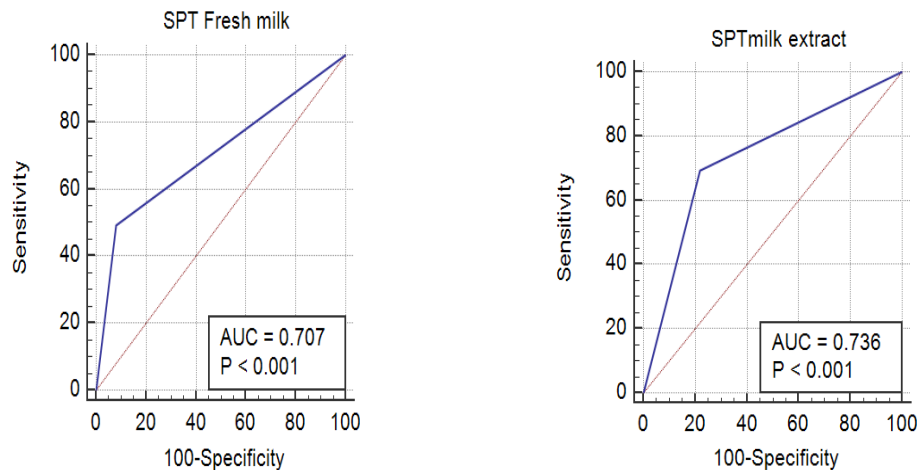 SPT Fresh milk
100
80
60
40
20
0
Sensitivity
AUC = 0.707
P < 0.001
0 20 40 60 80 100
100-Specificity
SPTmilk extract
100
80
60
40
20
0
Sensitivity
AUC = 0.736
P < 0.001
0 20 40 60 80 100
100-Specificity